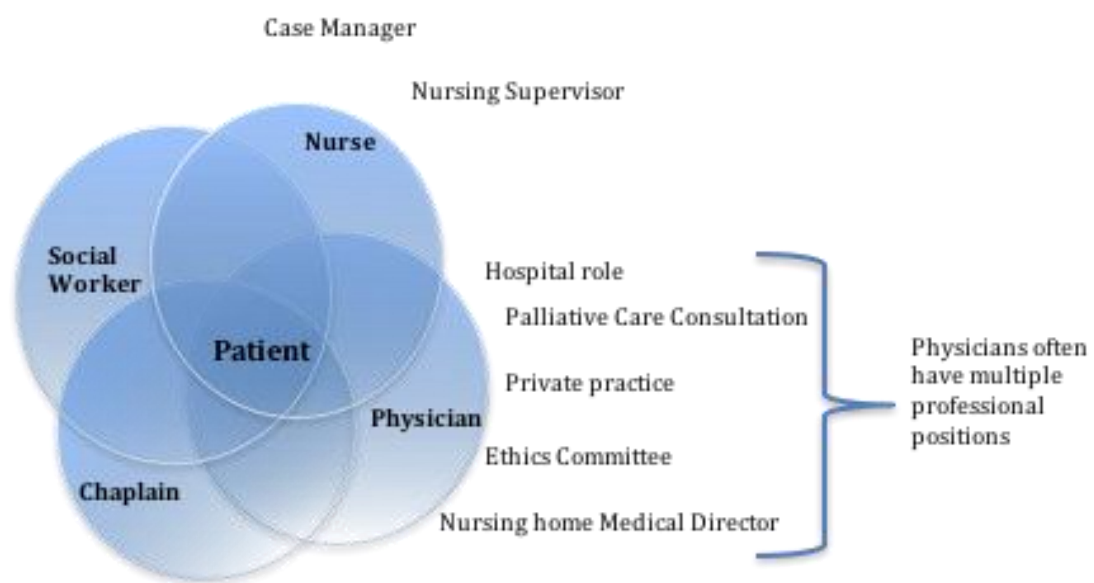 Case Manager
Nursing Supervisor
Nurse
Social
Worker
Patient
Physician
Chaplain
Hospital role
Palliative Care Consultation
Private practice
Ethics Committee
Nursing home Medical Director
Physicians often
have multiple
professional
positions